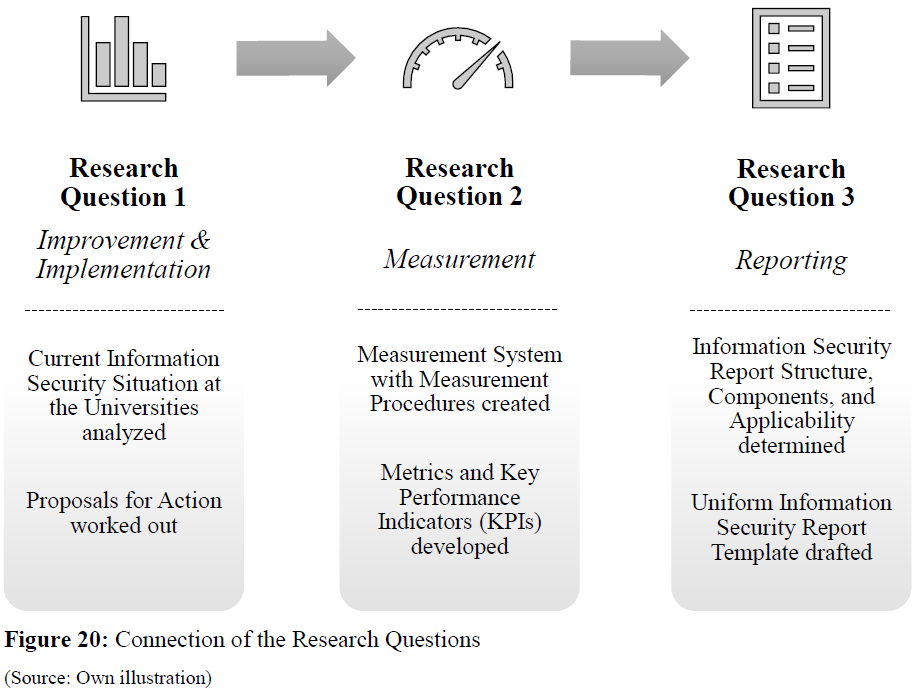 Research
Question 1
Improvement &
Implementation
Current Information
Security Situation at
the Universities
analyzed
Proposals for Action
worked out
Research
Question 2
Measurement
Measurement System
with Measurement
Procedures created
Metrics and Key
Performance
Indicators (KPIs)
developed
Research
Question 3
Reporting
Information Security
Report Structure,
Components, and
Applicability
determined
Uniform Information
Security Report
Template drafted
Figure 20: Connection of the Research Questions
(Source: Own illustration)